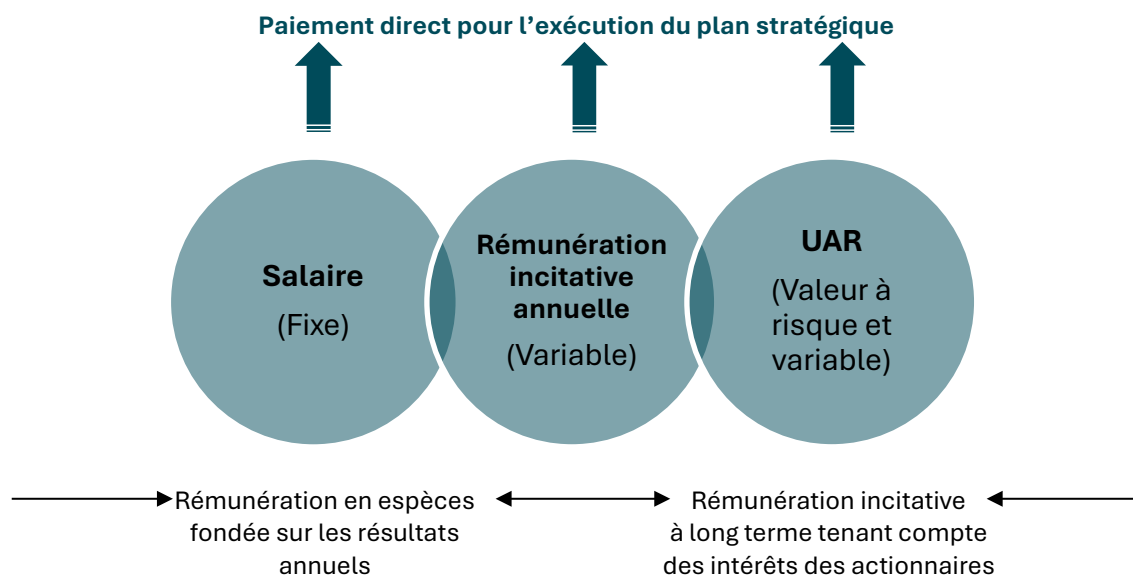 Paiement direct pour l’exécution du plan stratégique
Salaire
(Fixe)
Rémunération
incitative
annuelle
(Variable)
UAR
(Valeur à
risque et
variable)
Rémunération en espèces
fondée sur les résultats
annuels
Rémunération incitative
à long terme tenant compte
des intérêts des actionnaires